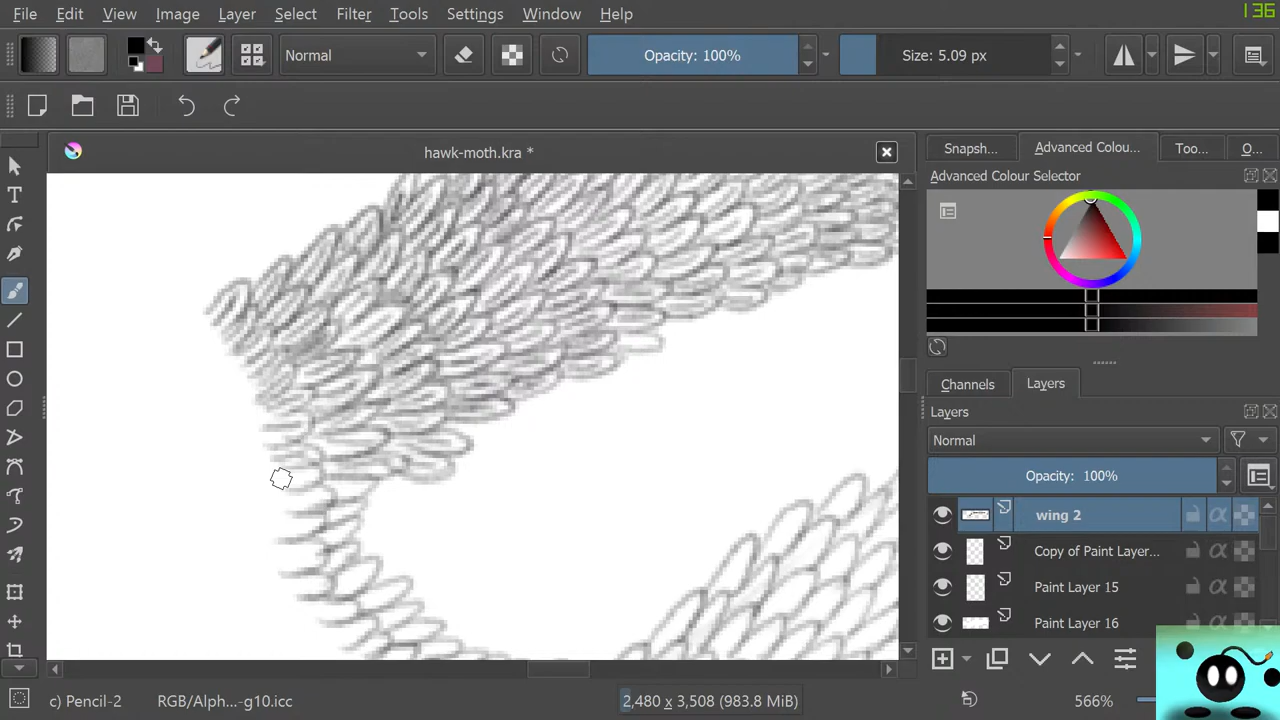 File Edit View Image Layer Select Filter Tools Settings Window Help
136
Normal
Opacity: 100%
Size: 5.09 px
hawk-moth.kra *
Snapsh...
Advanced Colou...
Too...
O...
Advanced Colour Selector
Channels
Layers
Layers
Normal
Opacity: 100%
wing 2
Copy of Paint Layer...
Paint Layer 15
Paint Layer 16
c) Pencil-2
RGB/Alph...-g10.icc
2,480 x 3,508 (983.8 MiB)
566%